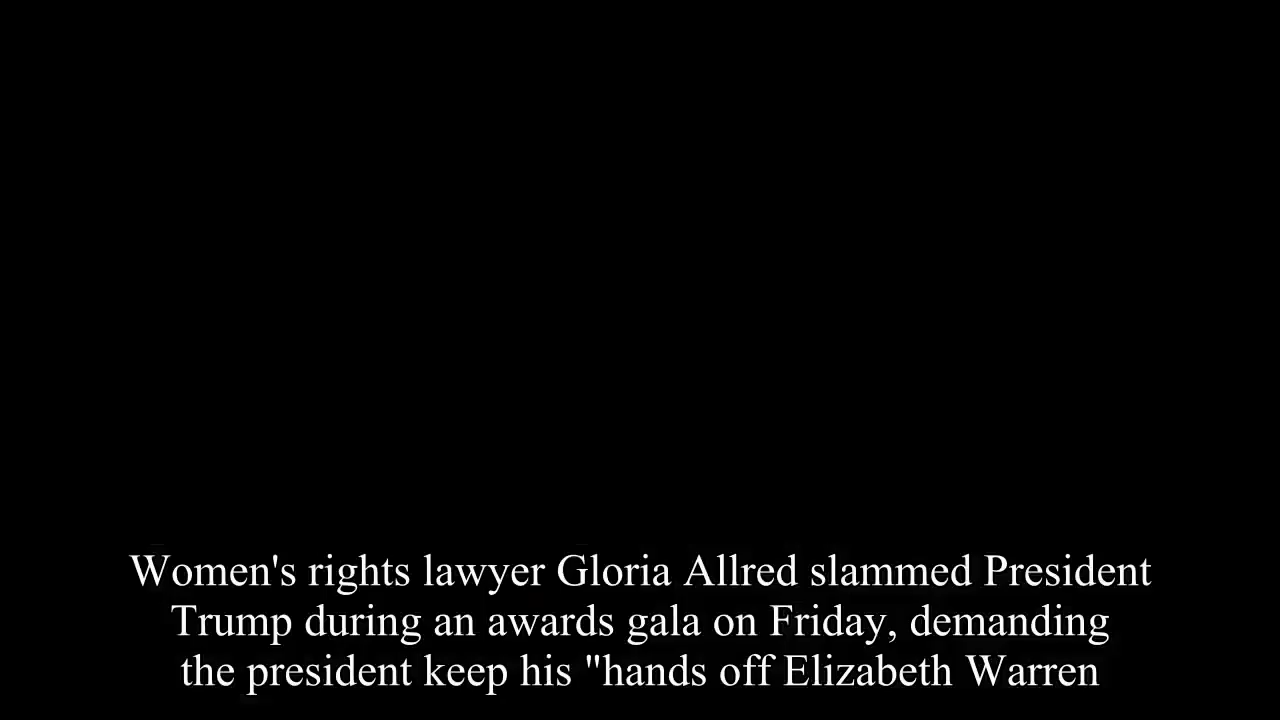 Women's rights lawyer Gloria Allred slammed President
Trump during an awards gala on Friday, demanding
the president keep his "hands off Elizabeth Warren